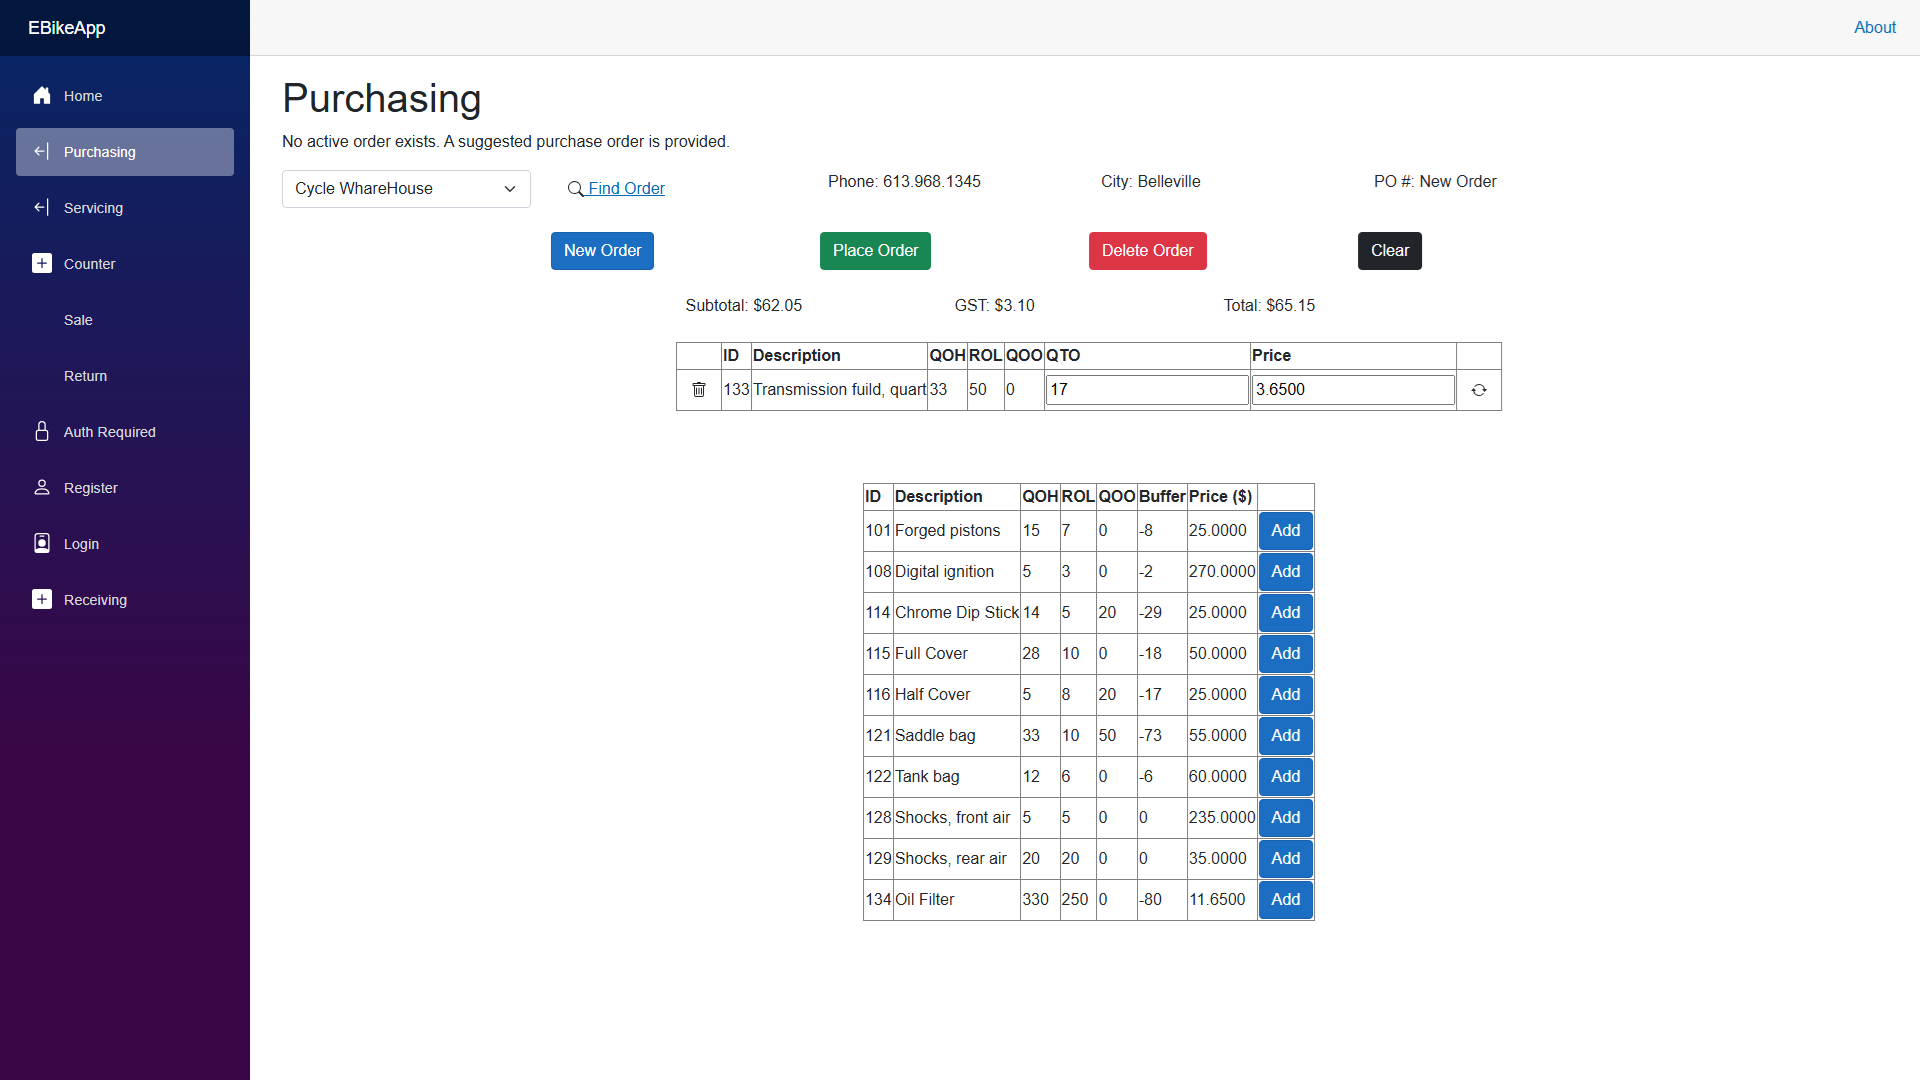 EBikeApp
About
Home
Purchasing
Servicing
Counter
Sale
Return
Auth Required
Register
Login
Receiving
Purchasing
No active order exists. A suggested purchase order is provided.
Cycle WhareHouse Find Order Phone: 613.968.1345 City: Belleville PO #: New Order
New Order Place Order Delete Order Clear
Subtotal: $62.05 GST: $3.10 Total: $65.15
ID Description QOH ROL QOO QTO Price
133 Transmission fuild, quart 33 50 0 17 3.6500
ID Description QOH ROL QOO Buffer Price ($)
101 Forged pistons 15 7 0 -8 25.0000 Add
108 Digital ignition 5 3 0 -2 270.0000 Add
114 Chrome Dip Stick 14 5 20 -29 25.0000 Add
115 Full Cover 28 10 0 -18 50.0000 Add
116 Half Cover 5 8 20 -17 25.0000 Add
121 Saddle bag 33 10 50 -73 55.0000 Add
122 Tank bag 12 6 0 -6 60.0000 Add
128 Shocks, front air 5 5 0 0 235.0000 Add
129 Shocks, rear air 20 20 0 0 35.0000 Add
134 Oil Filter 330 250 0 -80 11.6500 Add